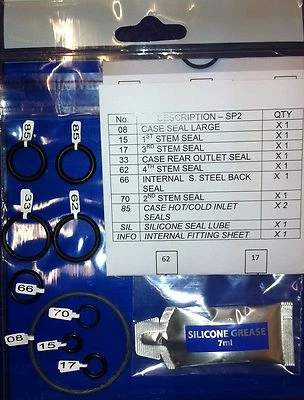 No. DESCRIPTION – SP2 QTY
08 CASE SEAL LARGE X 1
15 1ST STEM SEAL X 1
17 3RD STEM SEAL X 1
33 CASE REAR OUTLET SEAL X 1
62 4TH STEM SEAL X 1
66 INTERNAL S. STEEL BACK X 1
SEAL
70 2ND STEM SEAL X 1
85 CASE HOT/COLD INLET X 2
SEALS
SIL SILICONE SEAL LUBE X 1
INFO INTERNAL FITTING SHEET X 1
62 17
85 85
33 62
66
70
08 15
17
SILICONE GREASE
7ml